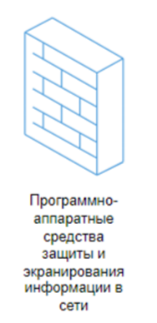 Программно-
аппаратные
средства
защиты и
экранирования
информации в
сети